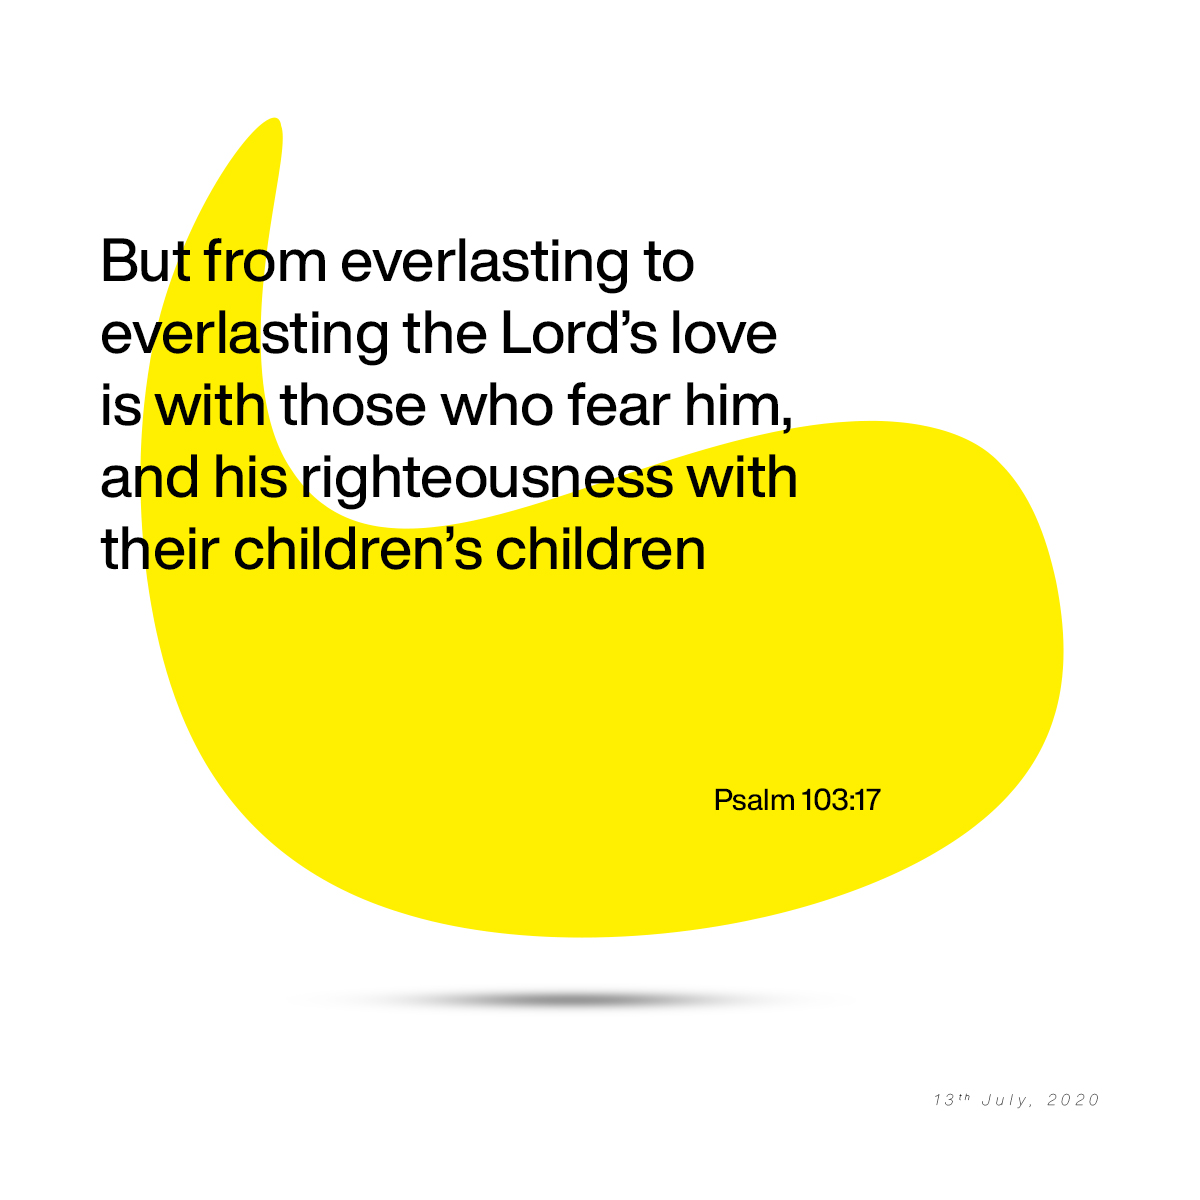 But from everlasting to
everlasting the Lord’s love
is with those who fear him,
and his righteousness with
their children’s children
Psalm 103:17
13th July, 2020